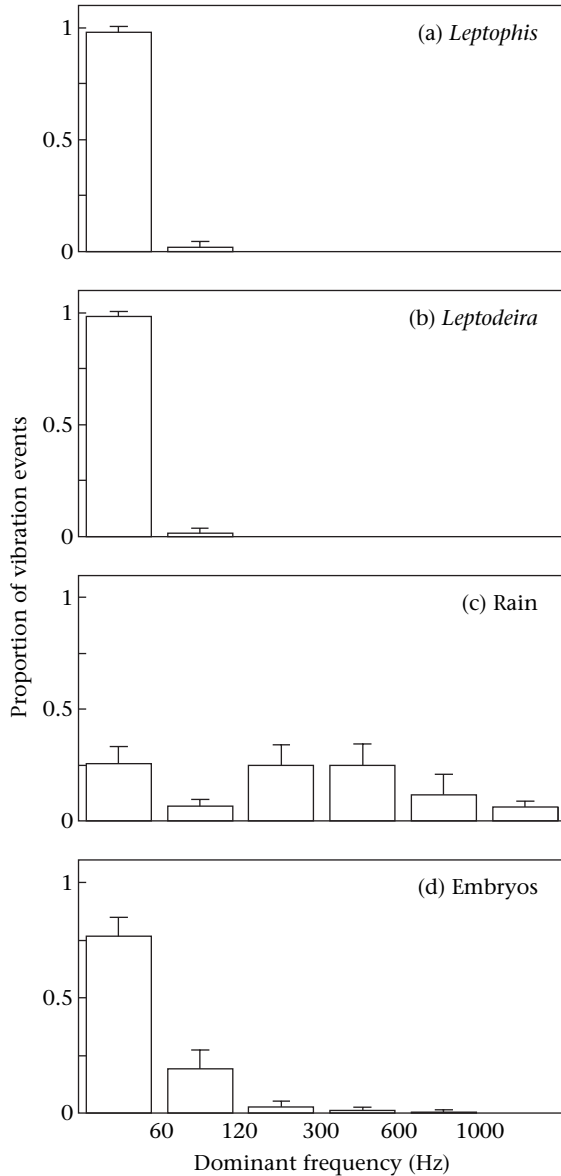 (a) Leptophis
1
0.5
0
(b) Leptodeira
1
0.5
0
Proportion of vibration events
(c) Rain
1
0.5
0
(d) Embryos
1
0.5
0
60 120 300 600 1000
Dominant frequency (Hz)